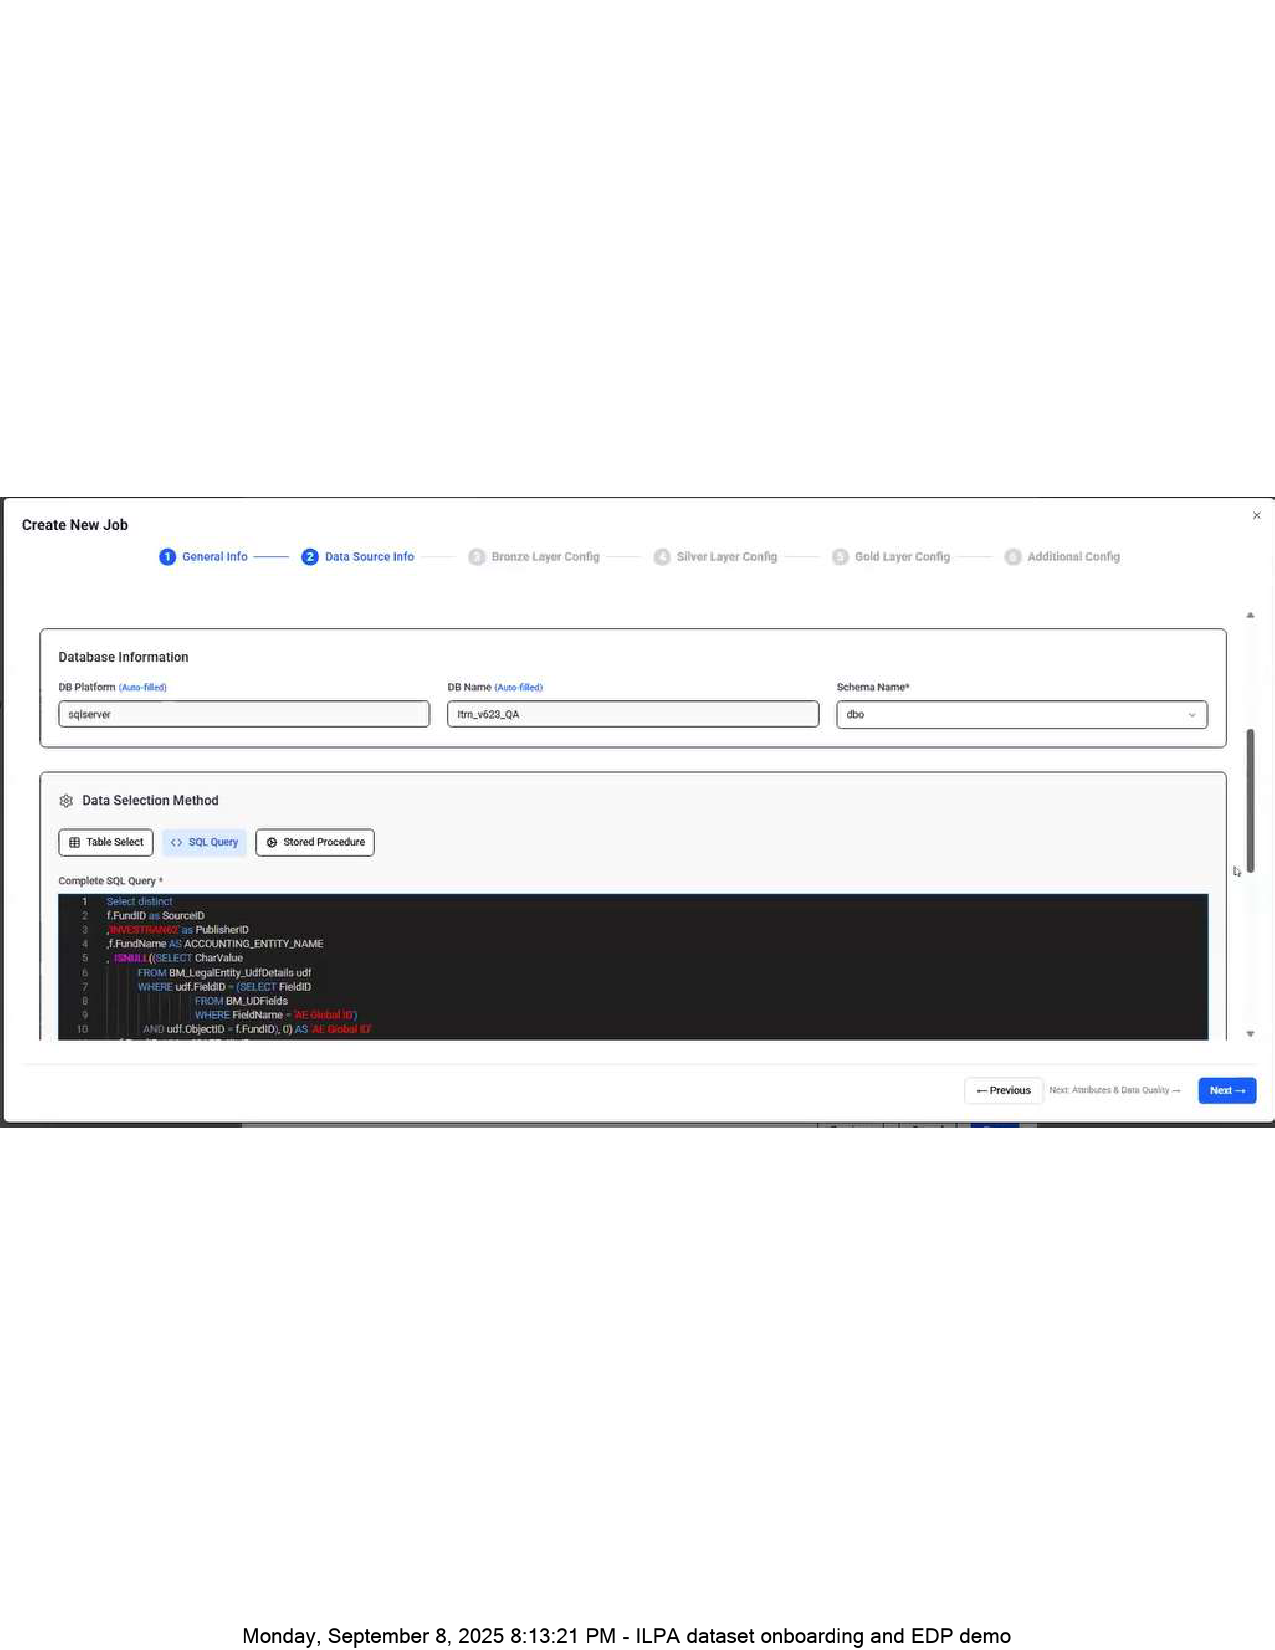 Create New Job
1 General Info 2 Data Source Info 3 Bronze Layer Config 4 Silver Layer Config 5 Gold Layer Config 6 Additional Config
Database Information
DB Platform (Auto-filled) DB Name (Auto-filled) Schema Name*
sqlserver ltrn_v623_QA dbo
Data Selection Method
Table Select <> SQL Query Stored Procedure
Complete SQL Query *
1 Select distinct
2 f.FundID as SourceID
3 ,'INVESTRAN62' as PublisherID
4 ,f.FundName AS ACCOUNTING_ENTITY_NAME
5 , ISNULL((SELECT CharValue
6 FROM BM_LegalEntity_UdfDetails udf
7 WHERE udf.FieldID = (SELECT FieldID
8 FROM BM_UDFields
9 WHERE FieldName = 'AE Global ID')
10 AND udf.ObjectID = f.FundID), 0) AS 'AE Global ID'
← Previous Next: Attributes & Data Quality → Next →
Monday, September 8, 2025 8:13:21 PM - ILPA dataset onboarding and EDP demo